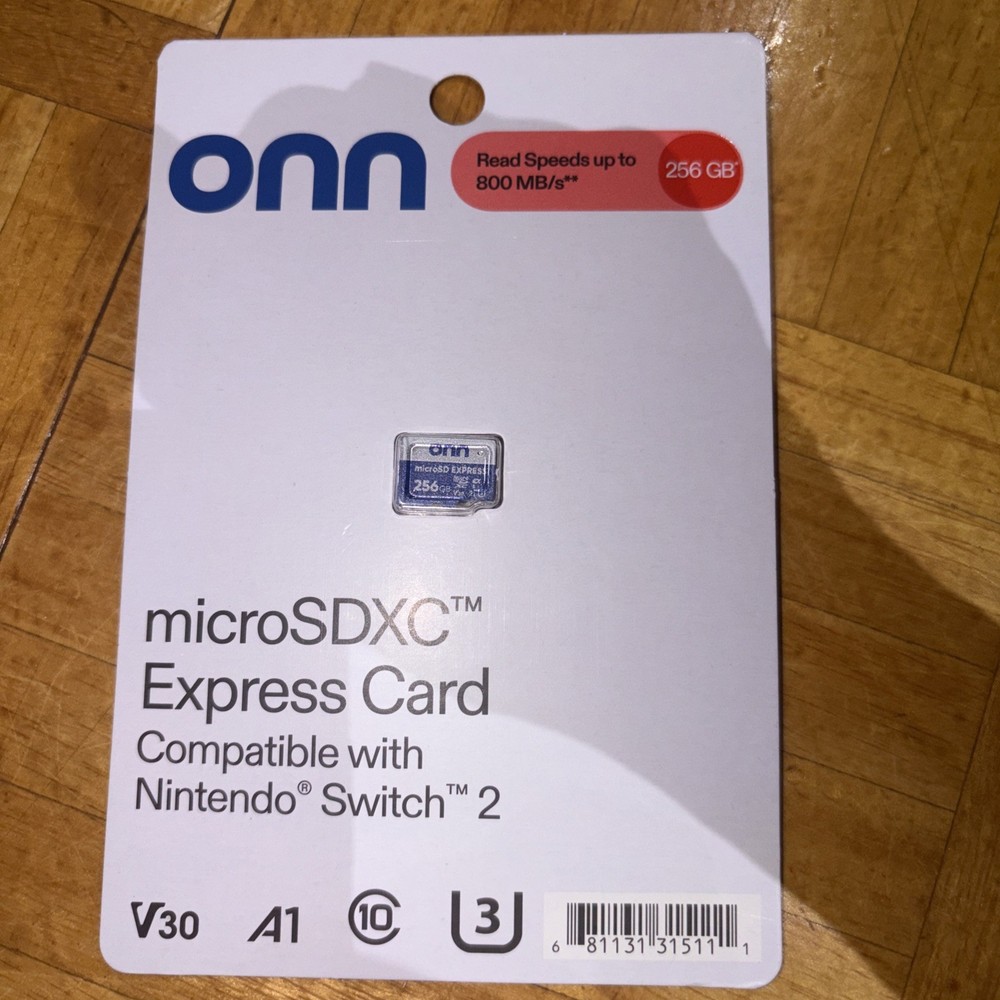 onn
Read Speeds up to
800 MB/s**
256 GB*
onn
microSD EXPRESS
256GB
microSDXC™
Express Card
Compatible with
Nintendo® Switch™ 2
V30
A1
10
3
6 81131 31511 1